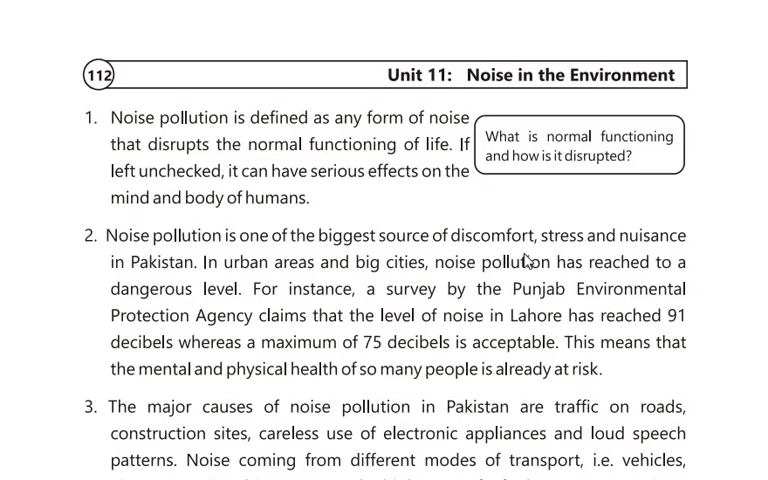 112
Unit 11: Noise in the Environment
1. Noise pollution is defined as any form of noise
that disrupts the normal functioning of life. If
left unchecked, it can have serious effects on the
mind and body of humans.
What is normal functioning
and how is it disrupted?
2. Noise pollution is one of the biggest source of discomfort, stress and nuisance
in Pakistan. In urban areas and big cities, noise pollution has reached to a
dangerous level. For instance, a survey by the Punjab Environmental
Protection Agency claims that the level of noise in Lahore has reached 91
decibels whereas a maximum of 75 decibels is acceptable. This means that
the mental and physical health of so many people is already at risk.
3. The major causes of noise pollution in Pakistan are traffic on roads,
construction sites, careless use of electronic appliances and loud speech
patterns. Noise coming from different modes of transport, i.e. vehicles,